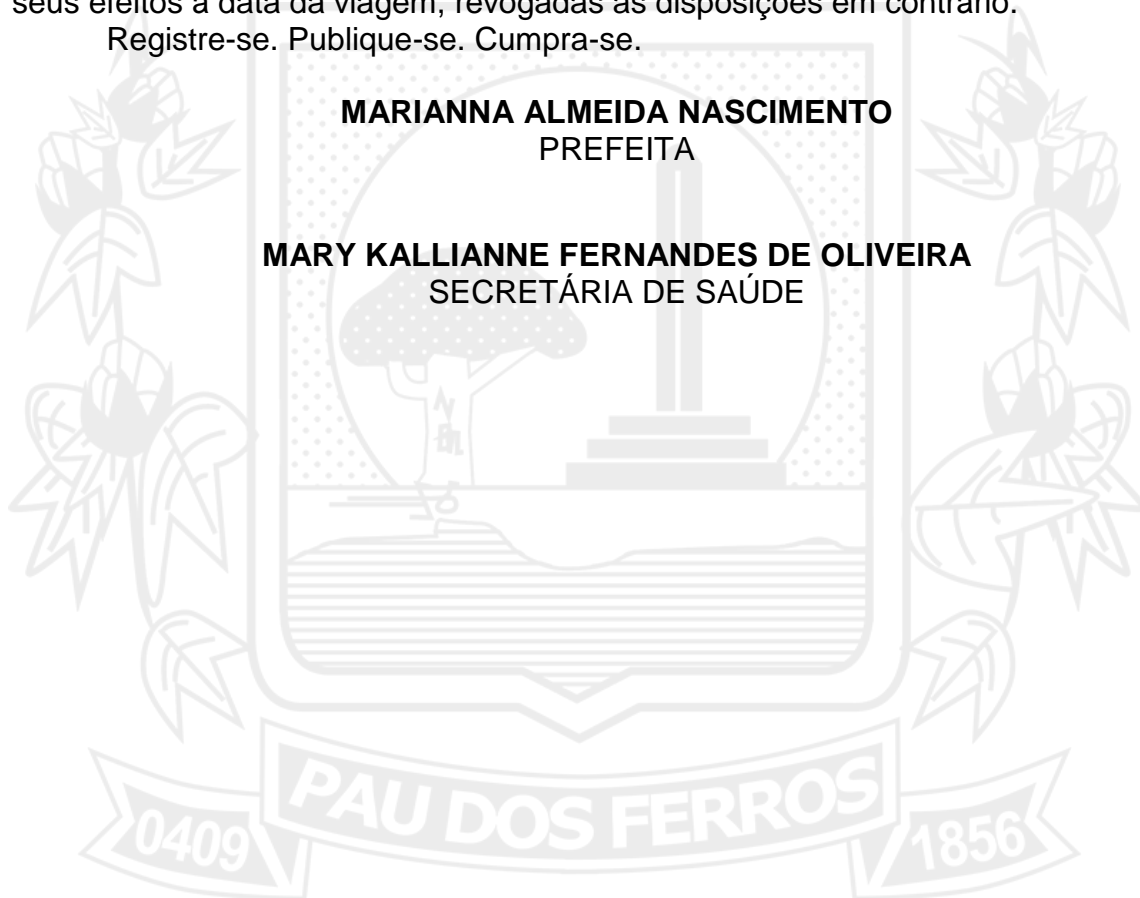 seus efeitos à data da viagem, revogadas as disposições em contrário.
Registre-se. Publique-se. Cumpra-se.
MARIANNA ALMEIDA NASCIMENTO
PREFEITA
MARY KALLIANNE FERNANDES DE OLIVEIRA
SECRETÁRIA DE SAÚDE
PAU DOS FERROS
0409
1856